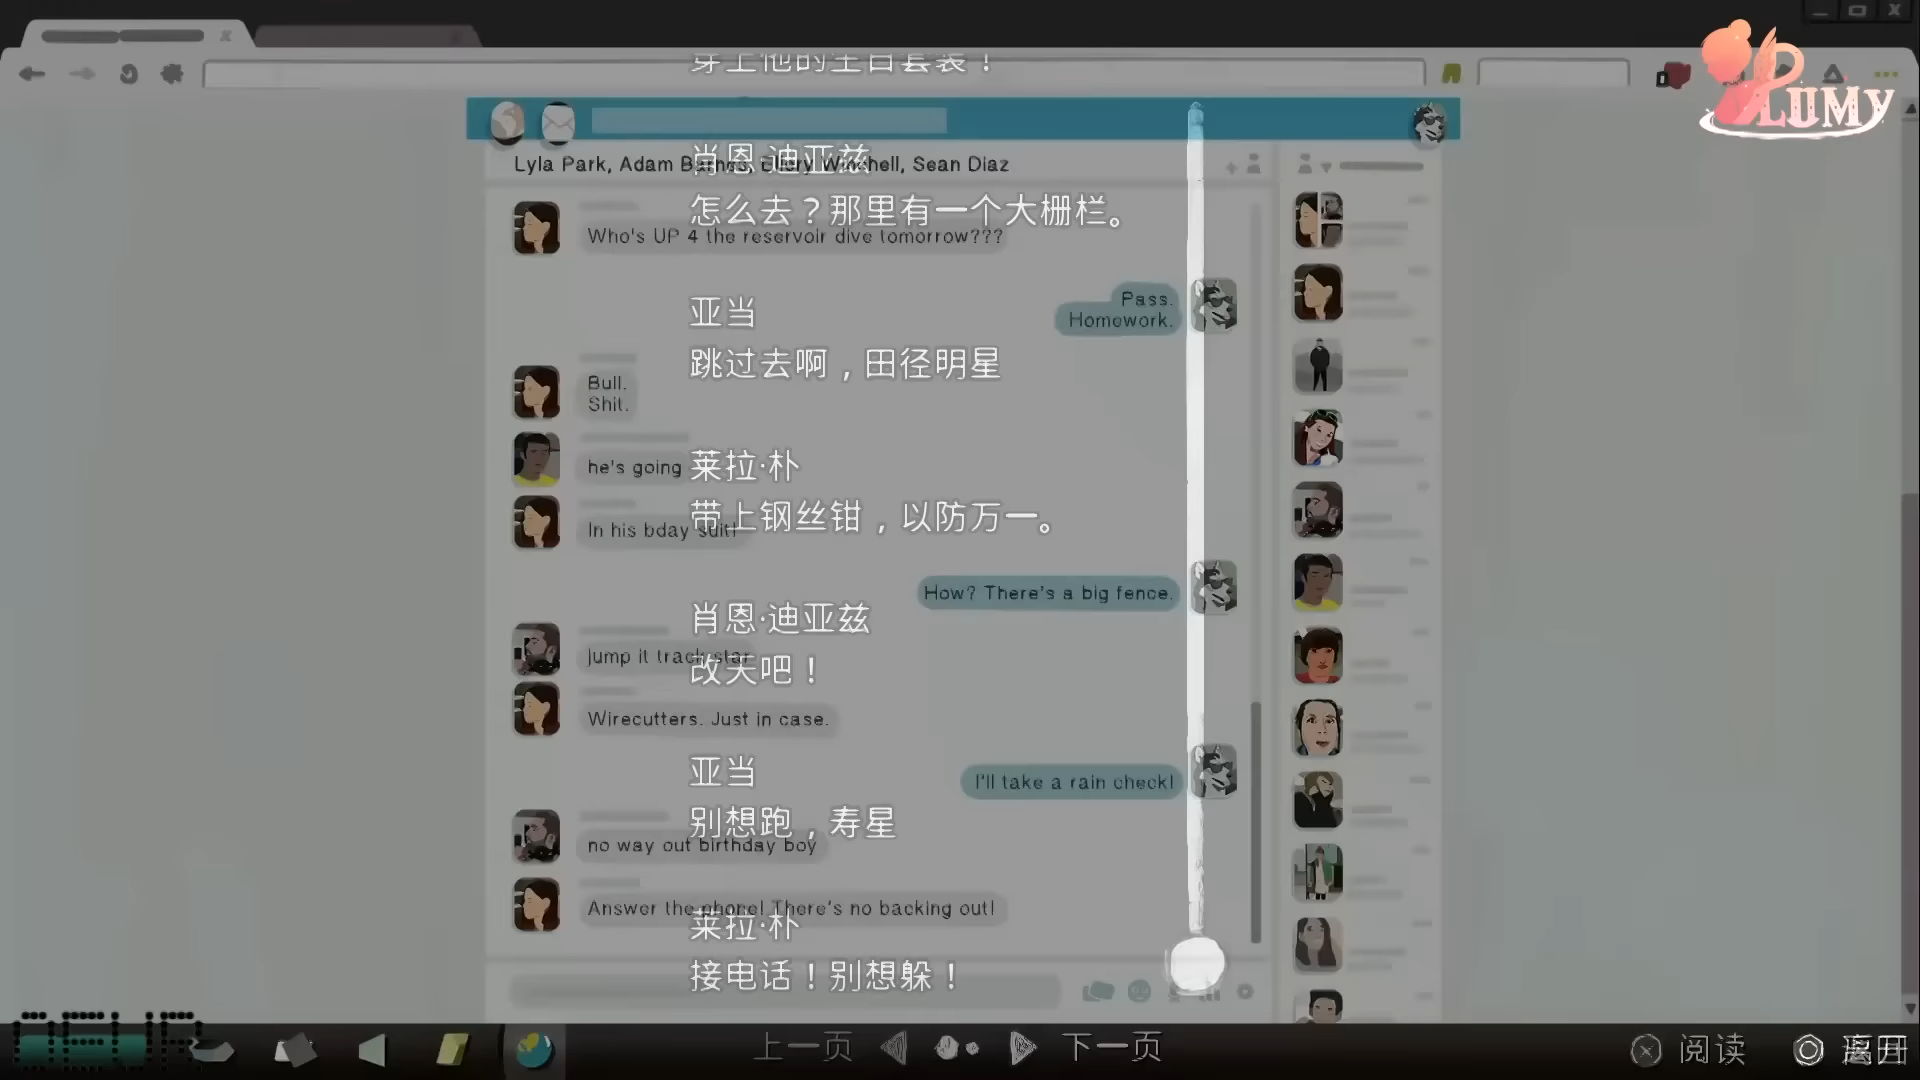 穿上他的生日套装！
PLUMy
Lyla Park, Adam Barnes, Ellery Winchell, Sean Diaz
肖恩·迪亚兹
怎么去？那里有一个大栅栏。
Who's UP 4 the reservoir dive tomorrow???
Pass.
Homework.
亚当
跳过去啊，田径明星
Bull.
Shit.
he's going
莱拉·朴
带上钢丝钳，以防万一。
In his bday suit!
How? There's a big fence.
肖恩·迪亚兹
改天吧！
jump it track star
Wirecutters. Just in case.
亚当
别想跑，寿星
I'll take a rain check!
no way out birthday boy
Answer the phone! There's no backing out!
莱拉·朴
接电话！别想躲！
上一页
下一页
阅读
离开